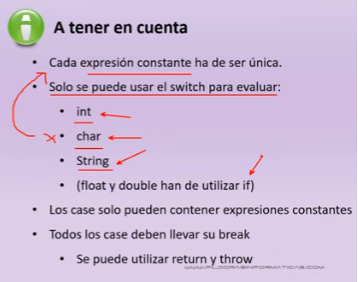 A tener en cuenta
• Cada expresión constante ha de ser única.
• Solo se puede usar el switch para evaluar:
• int
• char
• String
• (float y double han de utilizar if)
• Los case solo pueden contener expresiones constantes
• Todos los case deben llevar su break
• Se puede utilizar return y throw
WWW.PILDORASINFORMATICAS.COM